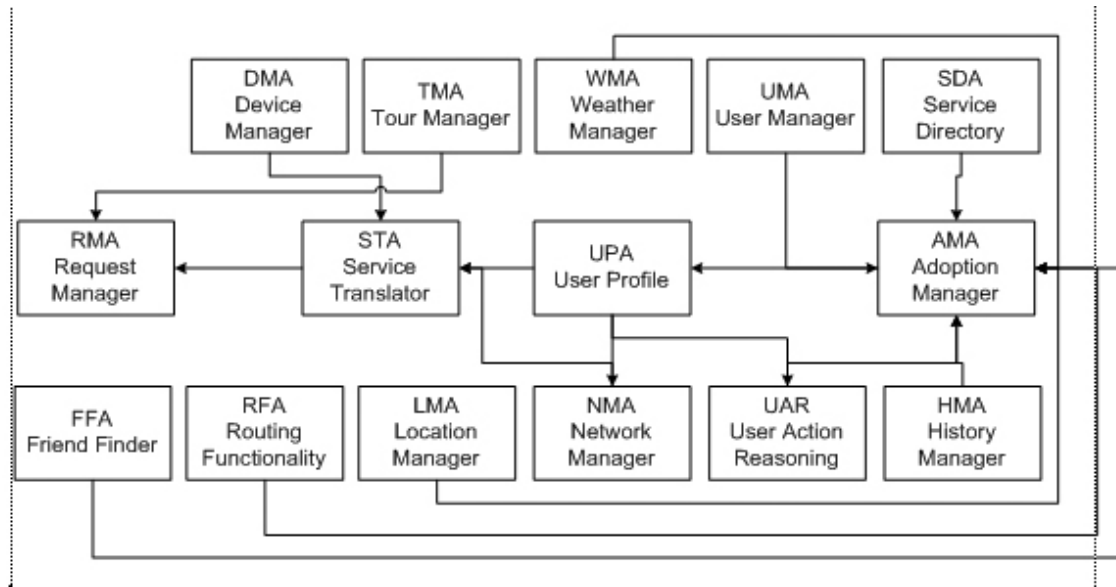 DMA
Device
Manager
TMA
Tour Manager
WMA
Weather
Manager
UMA
User Manager
SDA
Service
Directory
RMA
Request
Manager
STA
Service
Translator
UPA
User Profile
AMA
Adoption
Manager
FFA
Friend Finder
RFA
Routing
Functionality
LMA
Location
Manager
NMA
Network
Manager
UAR
User Action
Reasoning
HMA
History
Manager